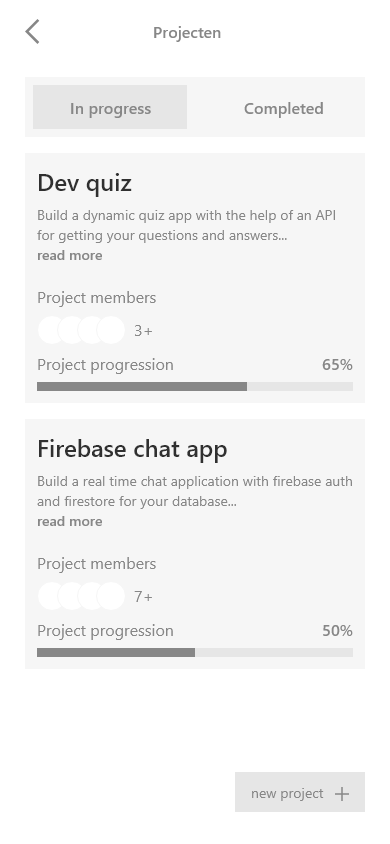 Projecten
In progress
Completed
Dev quiz
Build a dynamic quiz app with the help of an API
for getting your questions and answers...
read more
Project members
3+
Project progression 65%
Firebase chat app
Build a real time chat application with firebase auth
and firestore for your database...
read more
Project members
7+
Project progression 50%
new project +